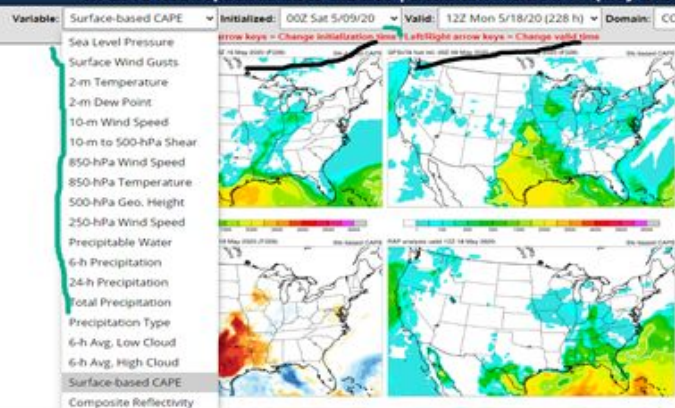 Variable: Surface-based CAPE Initialized: 00Z Sat 5/09/20 Valid: 12Z Mon 5/18/20 (228 h) Domain: CO
arrow keys = Change initialization time Left/Right arrow keys = Change valid time
Sea Level Pressure
Surface Wind Gusts
2-m Temperature
2-m Dew Point
10-m Wind Speed
10-m to 500-hPa Shear
850-hPa Wind Speed
850-hPa Temperature
500-hPa Geo. Height
250-hPa Wind Speed
Precipitable Water
6-h Precipitation
24-h Precipitation
Total Precipitation
Precipitation Type
6-h Avg. Low Cloud
6-h Avg. High Cloud
Surface-based CAPE
Composite Reflectivity